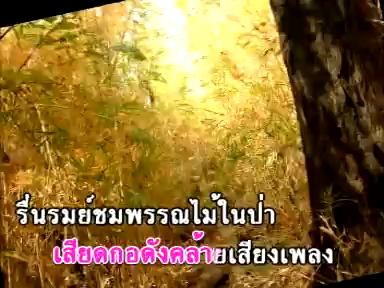 รื่นรมย์ชมพรรณไม้ในป่า
เสียดกอดังคล้ายเสียงเพลง